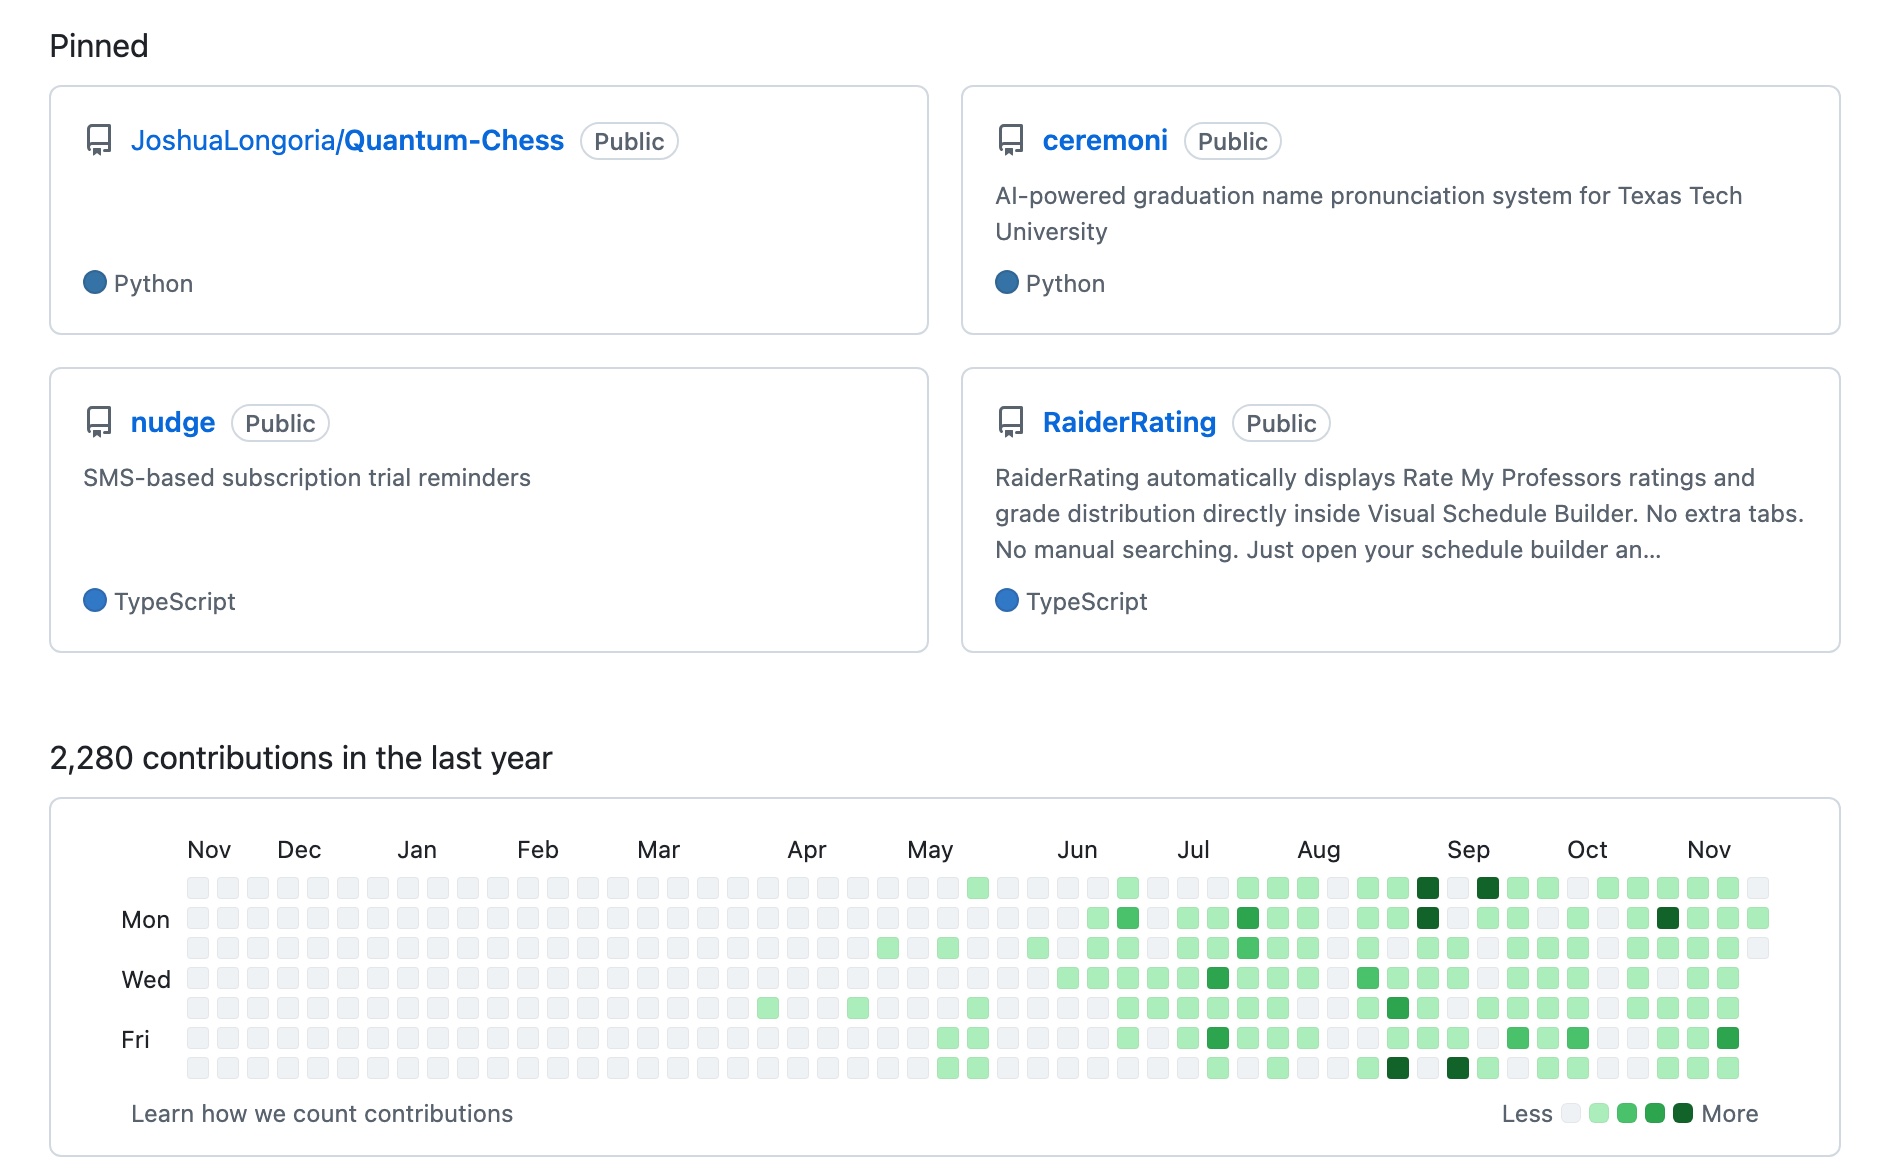 Pinned
JoshuaLongoria/Quantum-Chess Public
Python
ceremoni Public
AI-powered graduation name pronunciation system for Texas Tech
University
Python
nudge Public
SMS-based subscription trial reminders
TypeScript
RaiderRating Public
RaiderRating automatically displays Rate My Professors ratings and
grade distribution directly inside Visual Schedule Builder. No extra tabs.
No manual searching. Just open your schedule builder an...
TypeScript
2,280 contributions in the last year
Nov Dec Jan Feb Mar Apr May Jun Jul Aug Sep Oct Nov
Mon
Wed
Fri
Learn how we count contributions
Less More